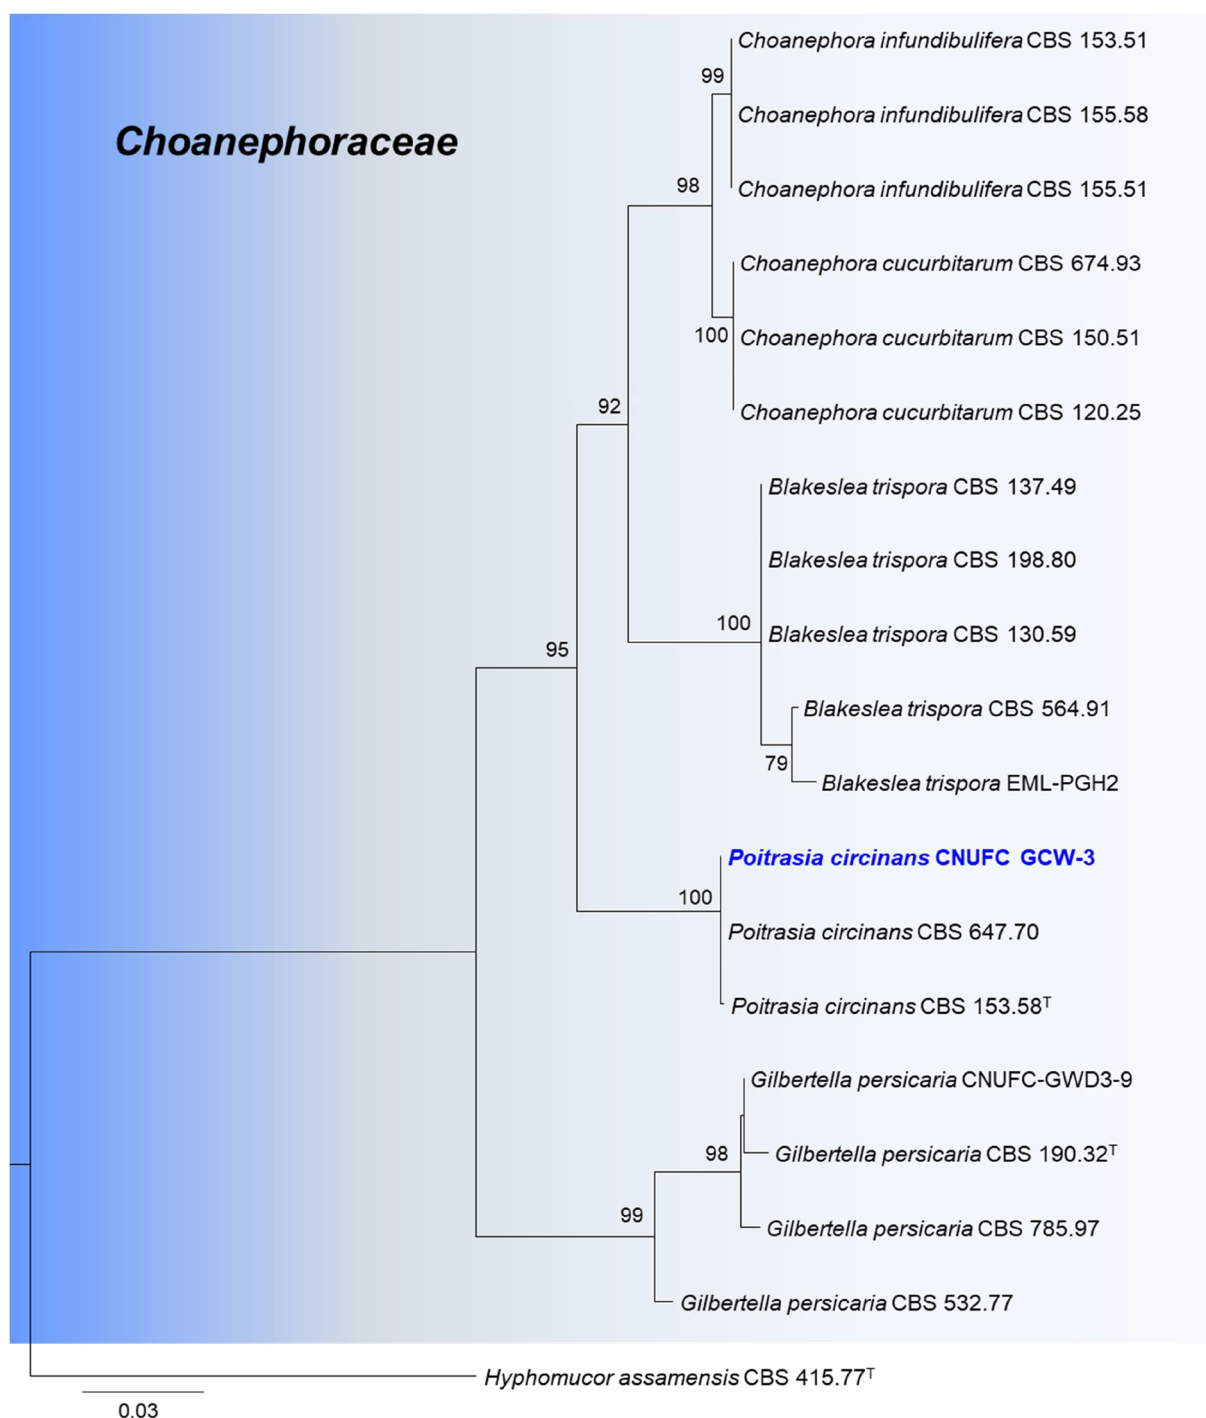 Choanephora infundibulifera CBS 153.51
99
Choanephoraceae
Choanephora infundibulifera CBS 155.58
98
Choanephora infundibulifera CBS 155.51
Choanephora cucurbitarum CBS 674.93
100
Choanephora cucurbitarum CBS 150.51
92
Choanephora cucurbitarum CBS 120.25
Blakeslea trispora CBS 137.49
Blakeslea trispora CBS 198.80
100
Blakeslea trispora CBS 130.59
95
Blakeslea trispora CBS 564.91
79
Blakeslea trispora EML-PGH2
Poitrasia circinans CNUFC GCW-3
100
Poitrasia circinans CBS 647.70
Poitrasia circinans CBS 153.58ᵀ
Gilbertella persicaria CNUFC-GWD3-9
98
Gilbertella persicaria CBS 190.32ᵀ
99
Gilbertella persicaria CBS 785.97
Gilbertella persicaria CBS 532.77
Hyphomucor assamensis CBS 415.77ᵀ
0.03